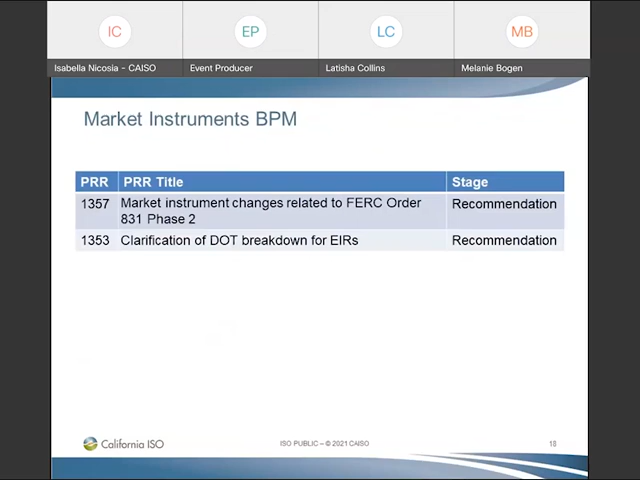 IC
EP
LC
MB
Isabella Nicosia – CAISO
Event Producer
Latisha Collins
Melanie Bogen
Market Instruments BPM
PRR PRR Title Stage
1357 Market instrument changes related to FERC Order 831 Phase 2 Recommendation
1353 Clarification of DOT breakdown for EIRs Recommendation
California ISO
ISO PUBLIC – © 2021 CAISO
18